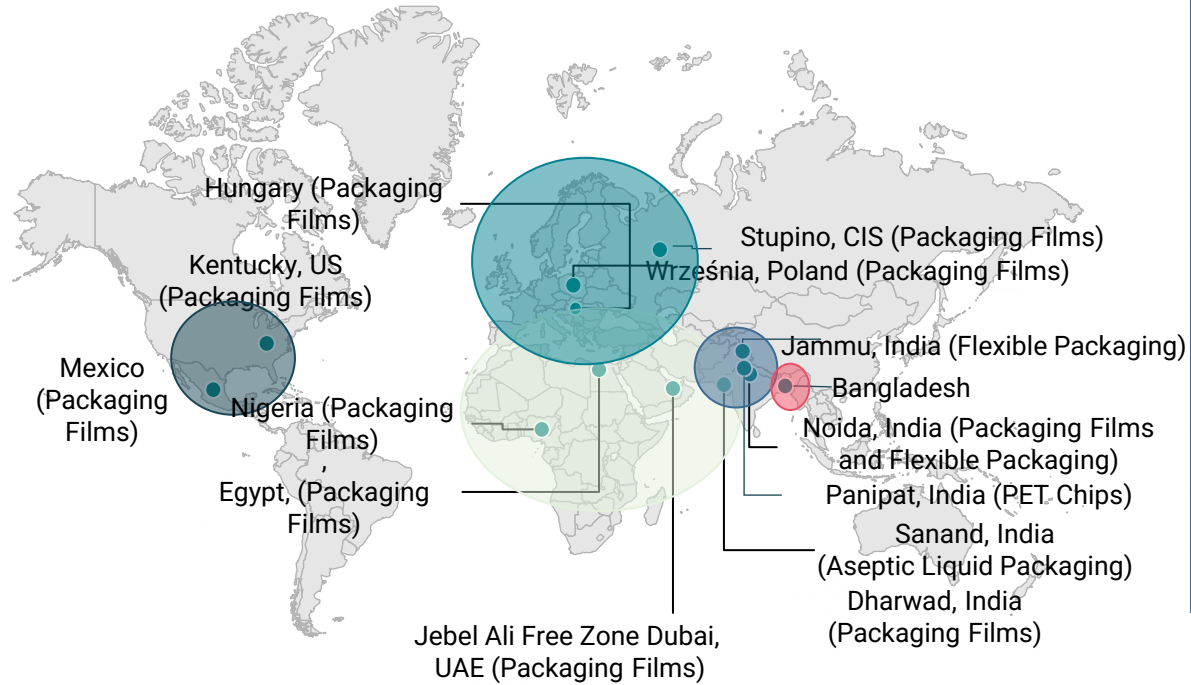 Hungary (Packaging
Films)
Kentucky, US
(Packaging Films)
Mexico
(Packaging
Films)
Nigeria (Packaging
Films)
,
Egypt, (Packaging
Films)
Jebel Ali Free Zone Dubai,
UAE (Packaging Films)
Stupino, CIS (Packaging Films)
Września, Poland (Packaging Films)
Jammu, India (Flexible Packaging)
Bangladesh
Noida, India (Packaging Films
and Flexible Packaging)
Panipat, India (PET Chips)
Sanand, India
(Aseptic Liquid Packaging)
Dharwad, India
(Packaging Films)